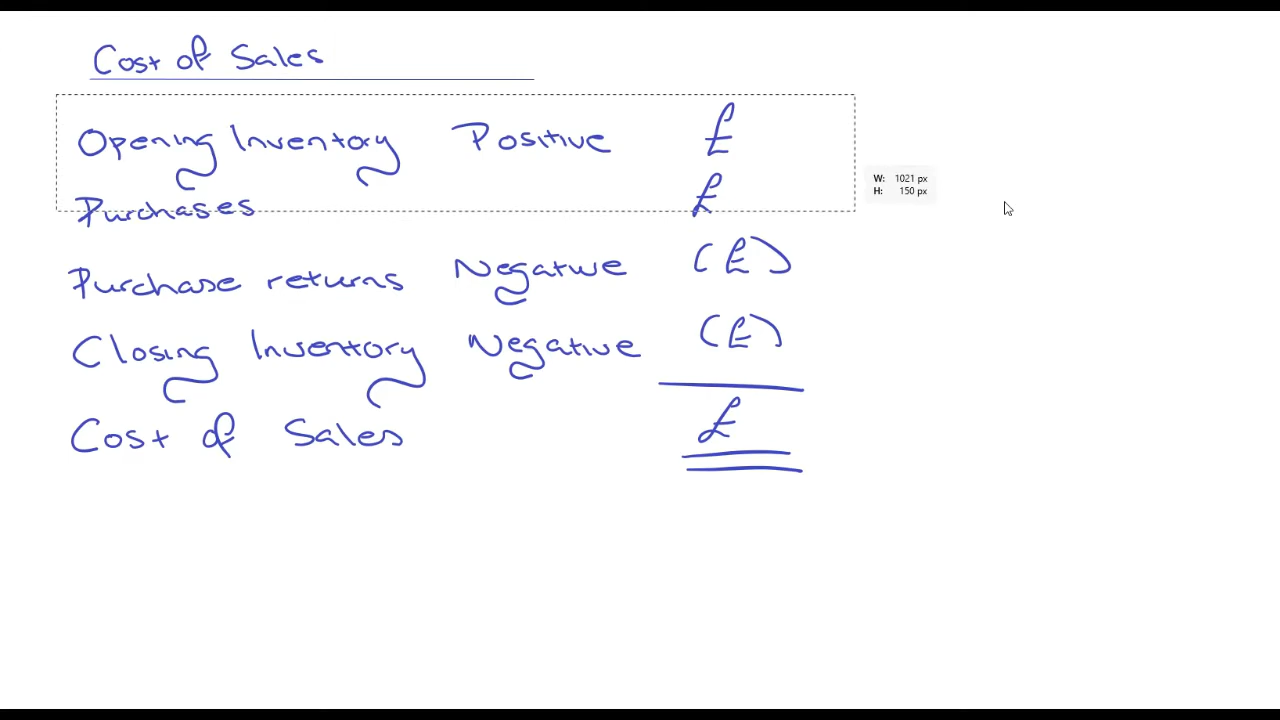 Cost of Sales
Opening Inventory Positive £
W: 1021 px
H: 150 px
Purchases £
Purchase returns Negative (£)
Closing Inventory Negative (£)
Cost of Sales £